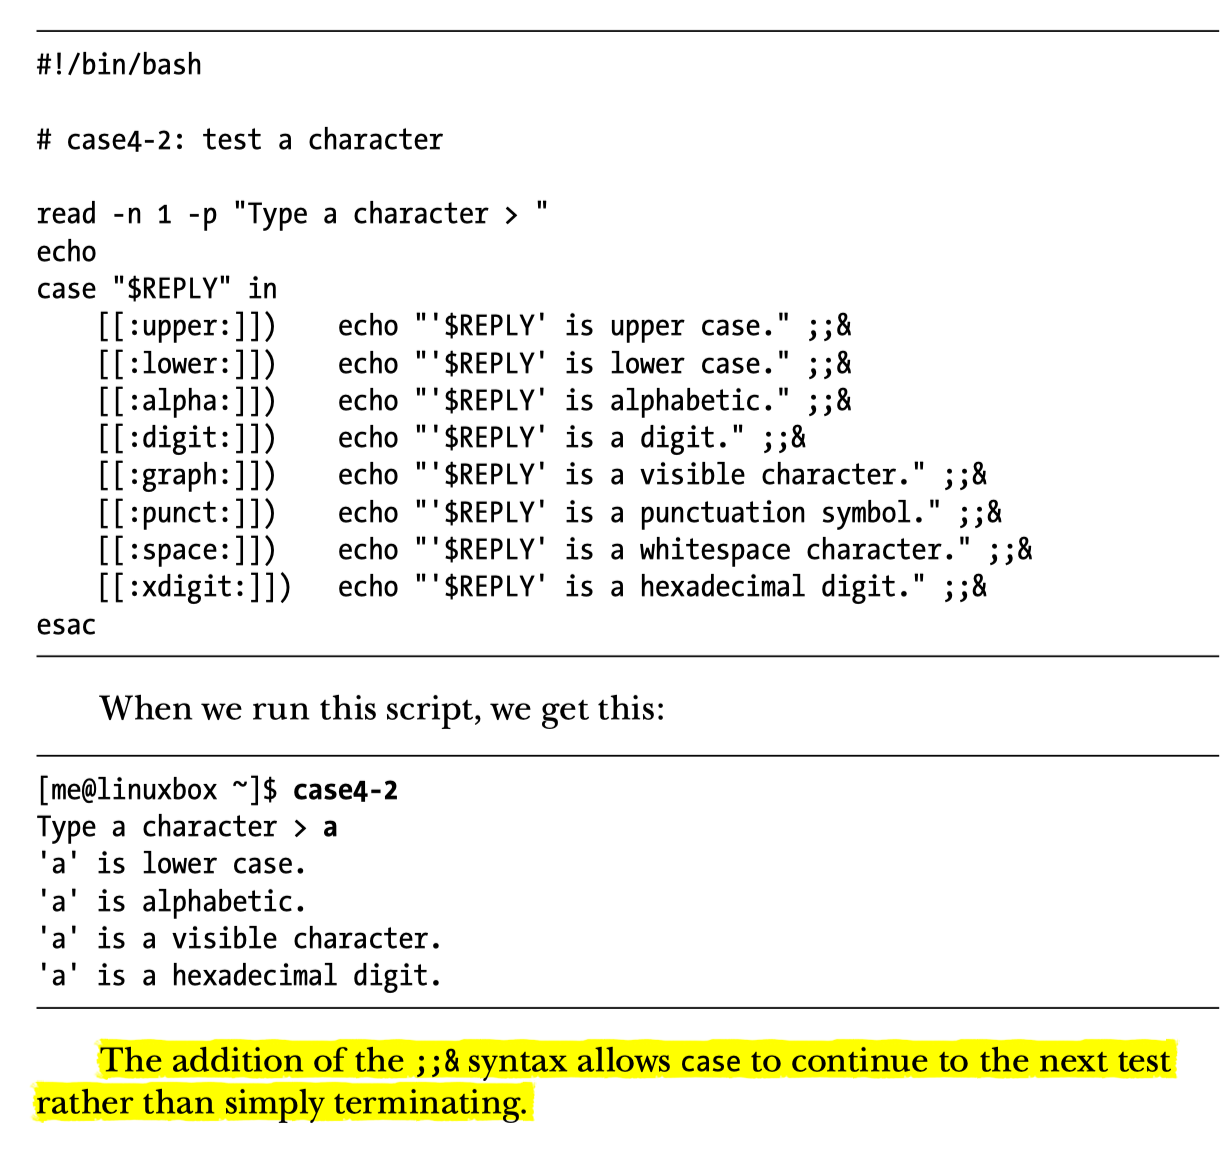 #!/bin/bash
# case4-2: test a character
read -n 1 -p "Type a character > "
echo
case "$REPLY" in
    [[:upper:]])    echo "'$REPLY' is upper case." ;;&
    [[:lower:]])    echo "'$REPLY' is lower case." ;;&
    [[:alpha:]])    echo "'$REPLY' is alphabetic." ;;&
    [[:digit:]])    echo "'$REPLY' is a digit." ;;&
    [[:graph:]])    echo "'$REPLY' is a visible character." ;;&
    [[:punct:]])    echo "'$REPLY' is a punctuation symbol." ;;&
    [[:space:]])    echo "'$REPLY' is a whitespace character." ;;&
    [[:xdigit:]])   echo "'$REPLY' is a hexadecimal digit." ;;&
esac
When we run this script, we get this:
[me@linuxbox ~]$ case4-2
Type a character > a
'a' is lower case.
'a' is alphabetic.
'a' is a visible character.
'a' is a hexadecimal digit.
The addition of the ;;& syntax allows case to continue to the next test
rather than simply terminating.